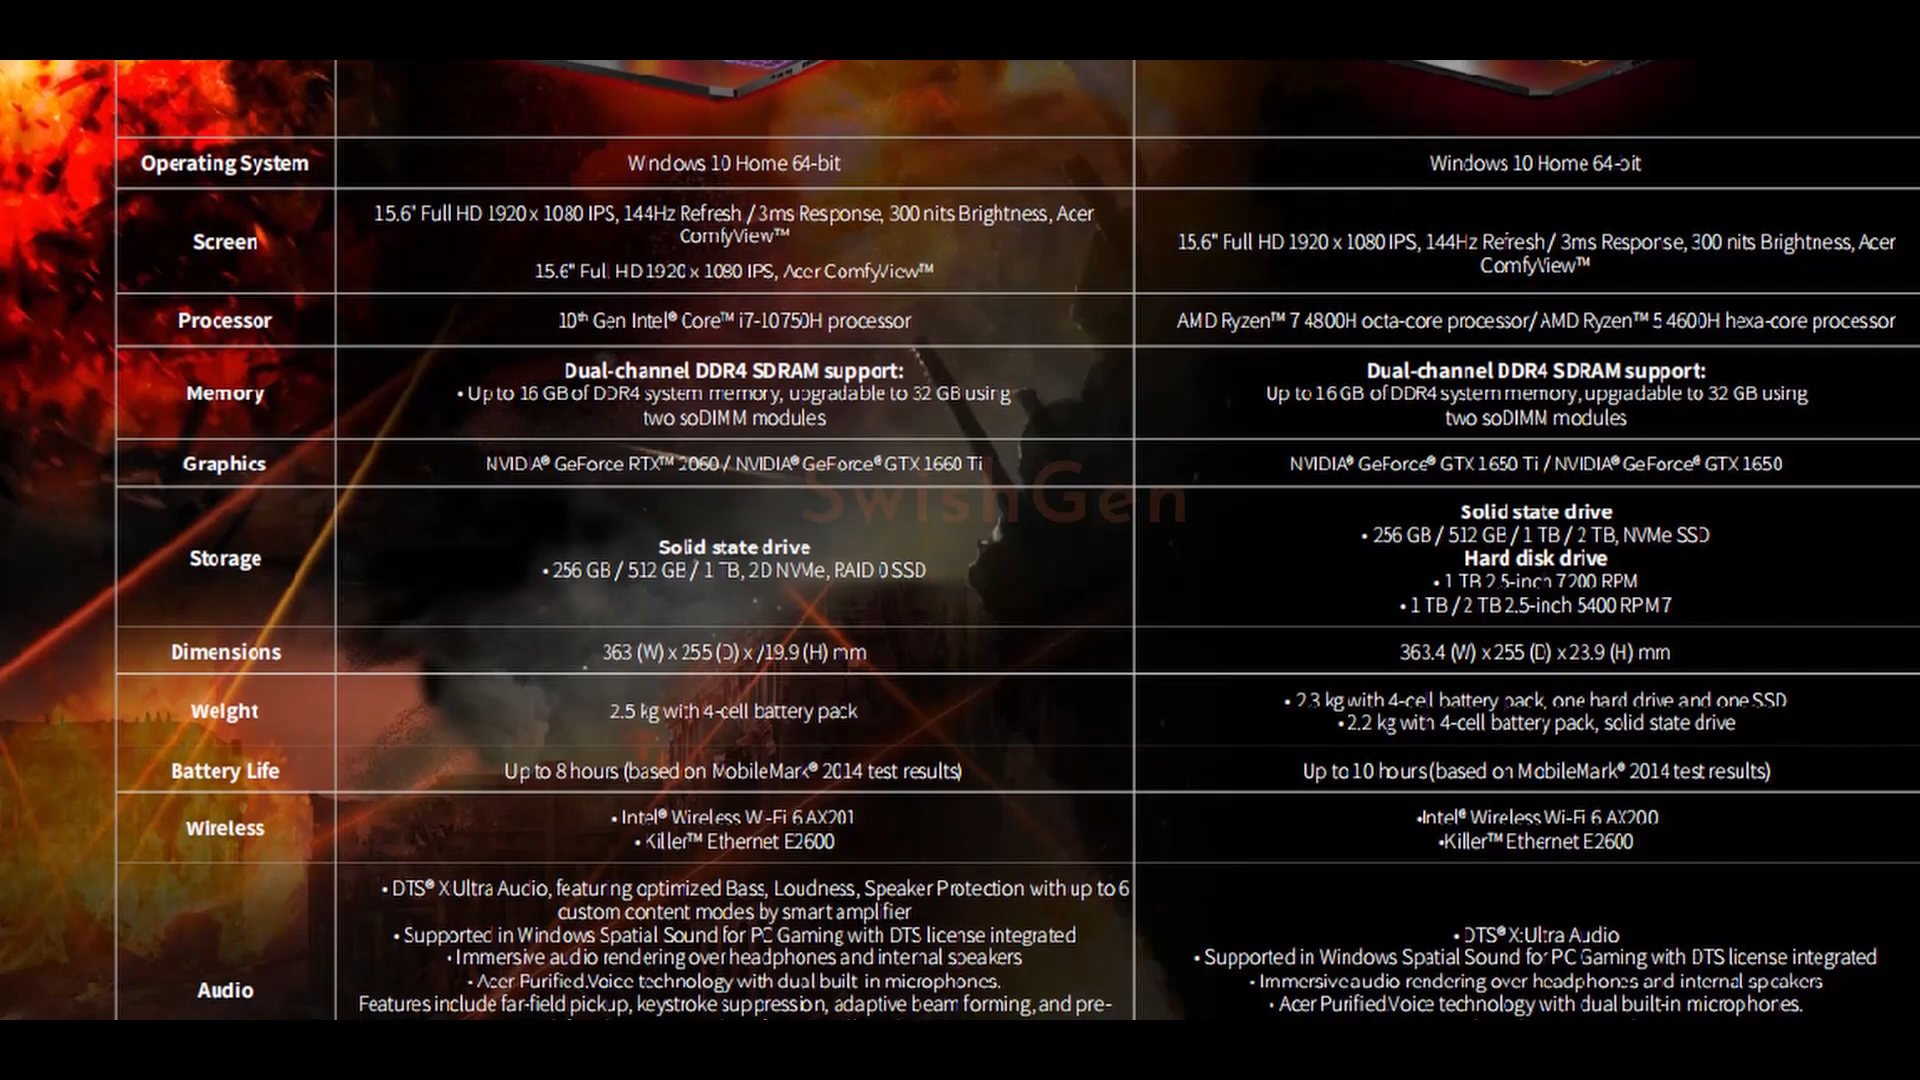 Operating System
Windows 10 Home 64-bit
Windows 10 Home 64-bit
Screen
15.6" Full HD 1920 x 1080 IPS, 144Hz Refresh / 3ms Response, 300 nits Brightness, Acer
ComfyView™
15.6" Full HD 1920 x 1080 IPS, Acer ComfyView™
15.6" Full HD 1920 x 1080 IPS, 144Hz Refresh / 3ms Response, 300 nits Brightness, Acer
ComfyView™
Processor
10th Gen Intel® Core™ i7-10750H processor
AMD Ryzen™ 7 4800H octa-core processor/ AMD Ryzen™ 5 4600H hexa-core processor
Memory
Dual-channel DDR4 SDRAM support:
• Up to 16 GB of DDR4 system memory, upgradable to 32 GB using
two soDIMM modules
Dual-channel DDR4 SDRAM support:
Up to 16 GB of DDR4 system memory, upgradable to 32 GB using
two soDIMM modules
Graphics
NVIDIA® GeForce RTX™ 2060 / NVIDIA® GeForce® GTX 1660 Ti
NVIDIA® GeForce® GTX 1650 Ti / NVIDIA® GeForce® GTX 1650
SwishGen
Storage
Solid state drive
• 256 GB / 512 GB / 1 TB, 2D NVMe, RAID 0 SSD
Solid state drive
• 256 GB / 512 GB / 1 TB / 2 TB, NVMe SSD
Hard disk drive
• 1 TB 2.5-inch 7200 RPM
• 1 TB / 2 TB 2.5-inch 5400 RPM7
Dimensions
363 (W) x 255 (D) x /19.9 (H) mm
363.4 (W) x 255 (D) x 23.9 (H) mm
Weight
2.5 kg with 4-cell battery pack
• 2.3 kg with 4-cell battery pack, one hard drive and one SSD
• 2.2 kg with 4-cell battery pack, solid state drive
Battery Life
Up to 8 hours (based on MobileMark® 2014 test results)
Up to 10 hours (based on MobileMark® 2014 test results)
Wireless
• Intel® Wireless Wi-Fi 6 AX201
• Killer™ Ethernet E2600
•Intel® Wireless Wi-Fi 6 AX200
•Killer™ Ethernet E2600
Audio
• DTS® X:Ultra Audio, featuring optimized Bass, Loudness, Speaker Protection with up to 6
custom content modes by smart amplifier
• Supported in Windows Spatial Sound for PC Gaming with DTS license integrated
• Immersive audio rendering over headphones and internal speakers
• Acer Purified.Voice technology with dual built-in microphones.
Features include far-field pickup, keystroke suppression, adaptive beam forming, and pre-
• DTS® X:Ultra Audio
• Supported in Windows Spatial Sound for PC Gaming with DTS license integrated
• Immersive audio rendering over headphones and internal speakers
• Acer Purified.Voice technology with dual built-in microphones.